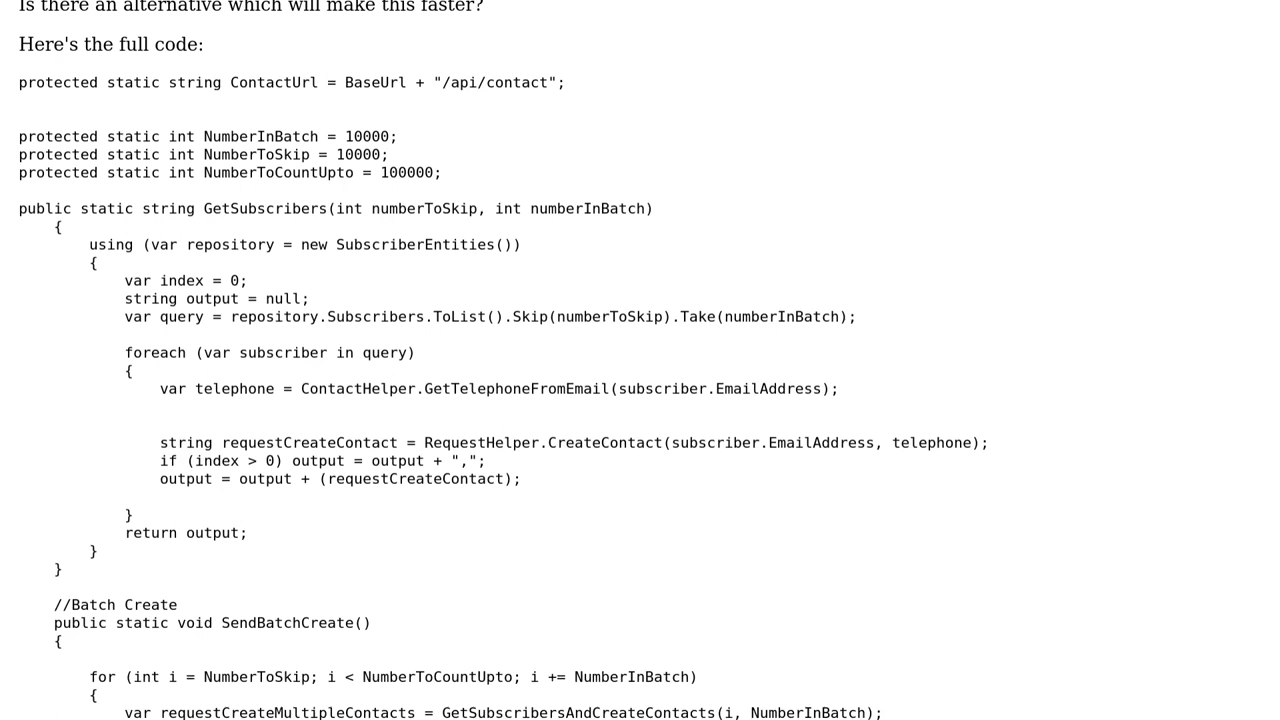 Is there an alternative which will make this faster?
Here's the full code:
protected static string ContactUrl = BaseUrl + "/api/contact";
protected static int NumberInBatch = 10000;
protected static int NumberToSkip = 10000;
protected static int NumberToCountUpto = 100000;
public static string GetSubscribers(int numberToSkip, int numberInBatch)
{
using (var repository = new SubscriberEntities())
{
var index = 0;
string output = null;
var query = repository.Subscribers.ToList().Skip(numberToSkip).Take(numberInBatch);
foreach (var subscriber in query)
{
var telephone = ContactHelper.GetTelephoneFromEmail(subscriber.EmailAddress);
string requestCreateContact = RequestHelper.CreateContact(subscriber.EmailAddress, telephone);
if (index > 0) output = output + ",";
output = output + (requestCreateContact);
}
return output;
}
}
//Batch Create
public static void SendBatchCreate()
{
for (int i = NumberToSkip; i < NumberToCountUpto; i += NumberInBatch)
{
var requestCreateMultipleContacts = GetSubscribersAndCreateContacts(i, NumberInBatch);